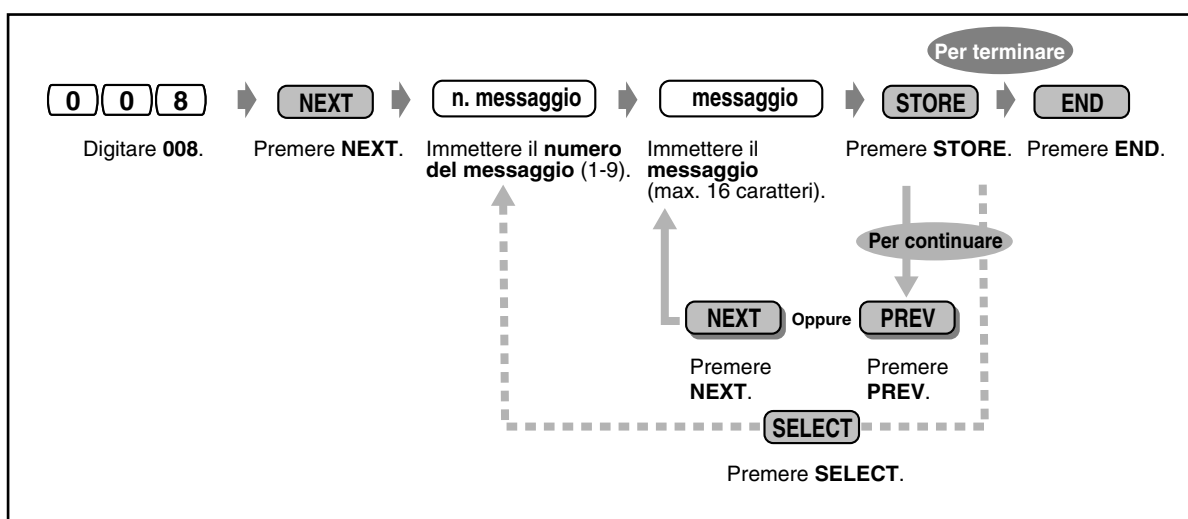 Per terminare
0 0 8
NEXT
n. messaggio
messaggio
STORE
END
Digitare 008.
Premere NEXT.
Immettere il numero
del messaggio (1-9).
Immettere il
messaggio
(max. 16 caratteri).
Premere STORE.
Premere END.
Per continuare
NEXT
Oppure
PREV
Premere
NEXT.
Premere
PREV.
SELECT
Premere SELECT.